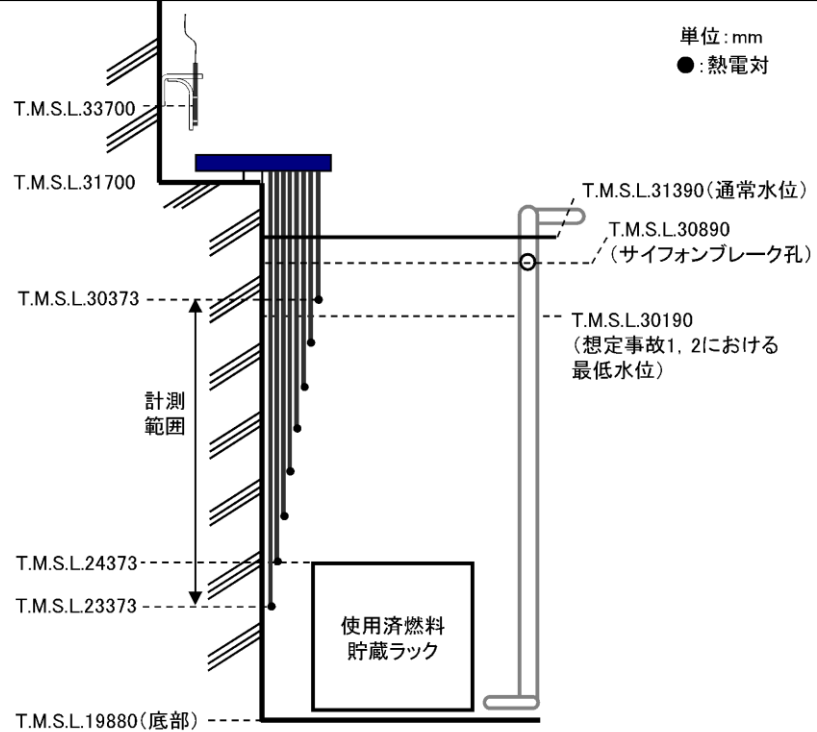 単位:mm
●:熱電対
T.M.S.L.33700
T.M.S.L.31700
T.M.S.L.31390(通常水位)
T.M.S.L.30890
(サイフォンブレーク孔)
T.M.S.L.30373
T.M.S.L.30190
(想定事故1, 2における
最低水位)
計測
範囲
T.M.S.L.24373
T.M.S.L.23373
使用済燃料
貯蔵ラック
T.M.S.L.19880(底部)